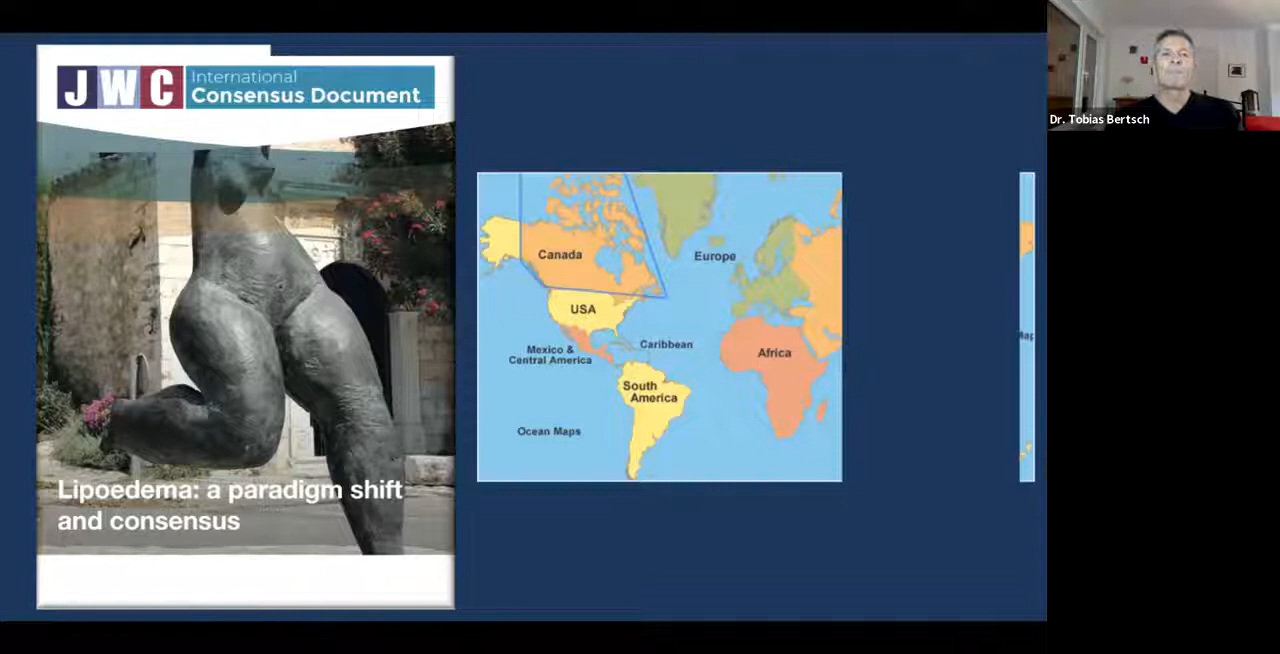 JWC
International
Consensus Document
Lipoedema: a paradigm shift
and consensus
Canada
Europe
USA
Mexico &
Central America
Caribbean
Africa
South
America
Ocean Maps
Dr. Tobias Bertsch